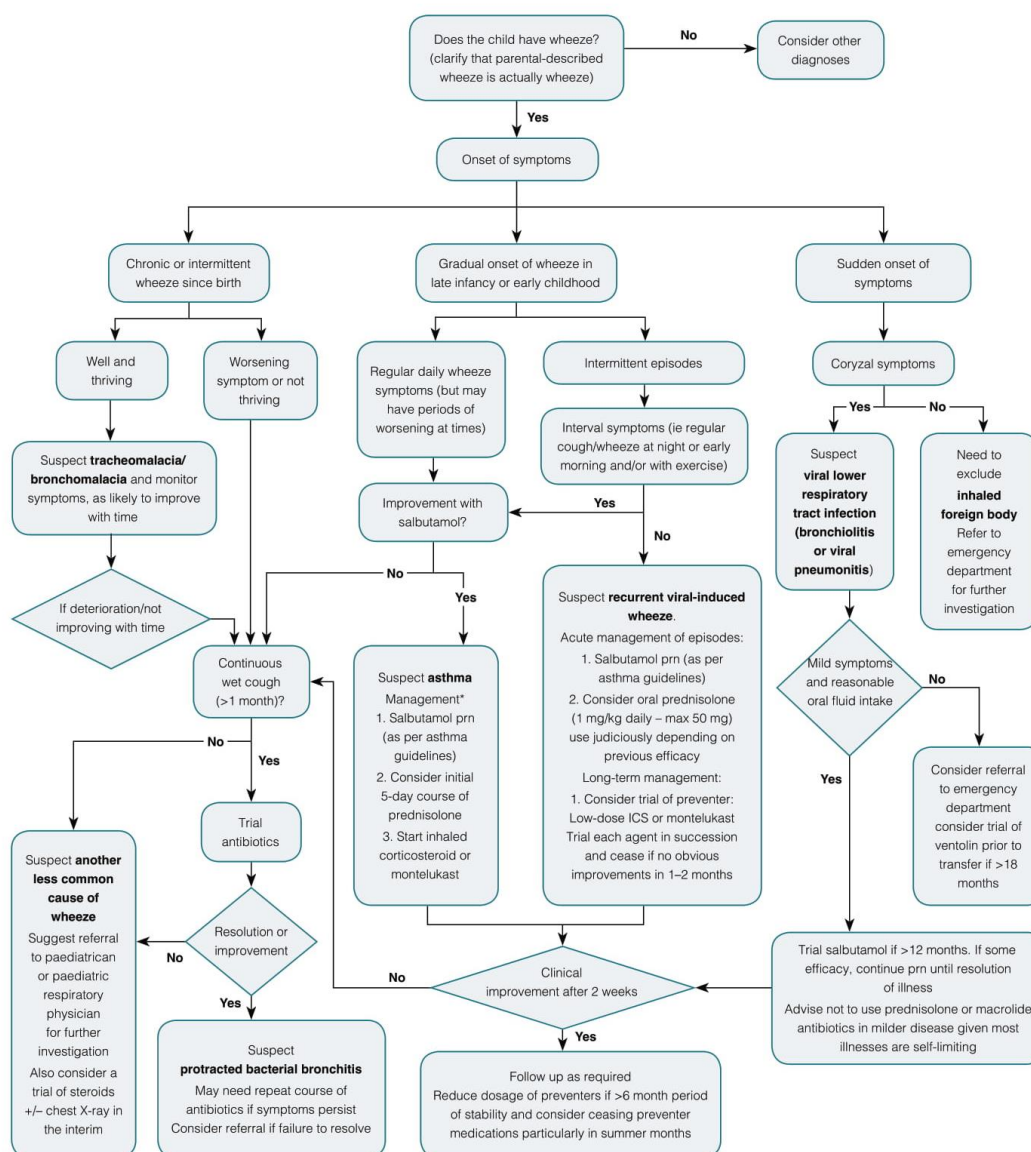 Does the child have wheeze?
(clarify that parental-described
wheeze is actually wheeze)
No
Consider other
diagnoses
Yes
Onset of symptoms
Chronic or intermittent
wheeze since birth
Gradual onset of wheeze in
late infancy or early childhood
Sudden onset of
symptoms
Well and
thriving
Worsening
symptom or not
thriving
Regular daily wheeze
symptoms (but may
have periods of
worsening at times)
Intermittent episodes
Coryzal symptoms
Yes
No
Suspect tracheomalacia/
bronchomalacia and monitor
symptoms, as likely to improve
with time
Interval symptoms (ie regular
cough/wheeze at night or early
morning and/or with exercise)
Suspect
viral lower
respiratory
tract infection
(bronchiolitis
or viral
pneumonitis)
Need to
exclude
inhaled
foreign body
Refer to
emergency
department
for further
investigation
Improvement with
salbutamol?
Yes
No
No
Yes
If deterioration/not
improving with time
Continuous
wet cough
(>1 month)?
Suspect asthma
Management*
1. Salbutamol prn
(as per asthma
guidelines)
2. Consider initial
5-day course of
prednisolone
3. Start inhaled
corticosteroid or
montelukast
Suspect recurrent viral-induced
wheeze.
Acute management of episodes:
1. Salbutamol prn (as per
asthma guidelines)
2. Consider oral prednisolone
(1 mg/kg daily – max 50 mg)
use judiciously depending on
previous efficacy
Long-term management:
1. Consider trial of preventer:
Low-dose ICS or montelukast
Trial each agent in succession
and cease if no obvious
improvements in 1–2 months
Mild symptoms
and reasonable
oral fluid intake
No
Yes
Consider referral
to emergency
department
consider trial of
ventolin prior to
transfer if >18
months
No
Yes
Trial
antibiotics
Suspect another
less common
cause of
wheeze
Suggest referral
to paediatrican
or paediatric
respiratory
physician
for further
investigation
Also consider a
trial of steroids
+/– chest X-ray in
the interim
Resolution or
improvement
No
Yes
Suspect
protracted bacterial bronchitis
May need repeat course of
antibiotics if symptoms persist
Consider referral if failure to resolve
Clinical
improvement after 2 weeks
No
Yes
Follow up as required
Reduce dosage of preventers if >6 month period
of stability and consider ceasing preventer
medications particularly in summer months
Trial salbutamol if >12 months. If some
efficacy, continue prn until resolution
of illness
Advise not to use prednisolone or macrolide
antibiotics in milder disease given most
illnesses are self-limiting